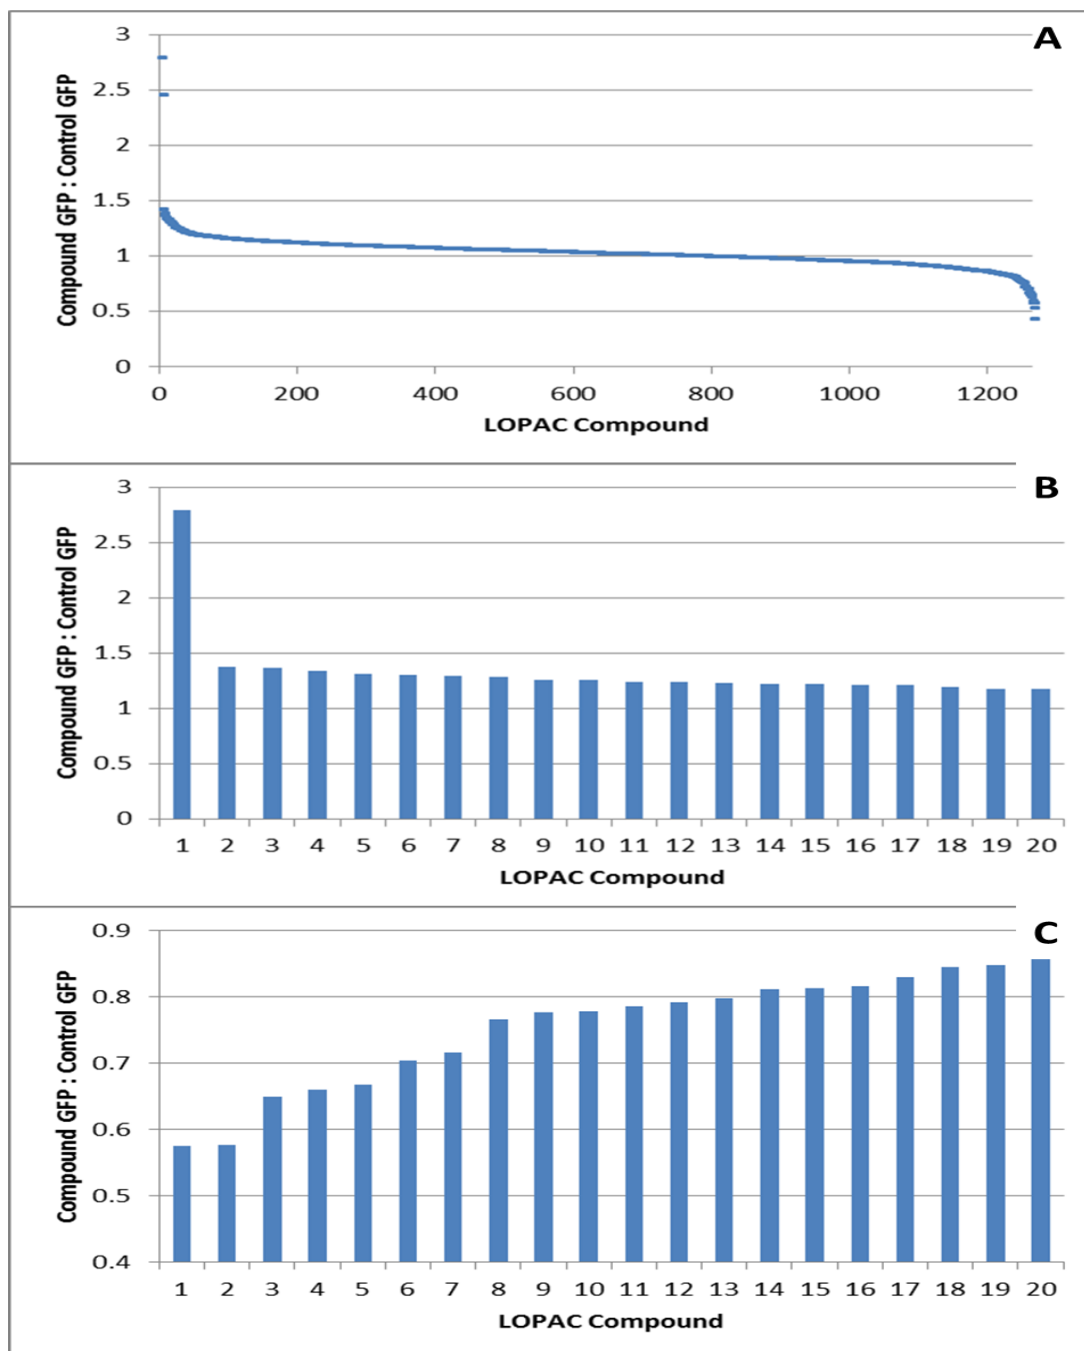 A
Compound GFP : Control GFP
3
2.5
2
1.5
1
0.5
0
0 200 400 600 800 1000 1200
LOPAC Compound
B
Compound GFP : Control GFP
3
2.5
2
1.5
1
0.5
0
1 2 3 4 5 6 7 8 9 10 11 12 13 14 15 16 17 18 19 20
LOPAC Compound
C
Compound GFP : Control GFP
0.9
0.8
0.7
0.6
0.5
0.4
1 2 3 4 5 6 7 8 9 10 11 12 13 14 15 16 17 18 19 20
LOPAC Compound